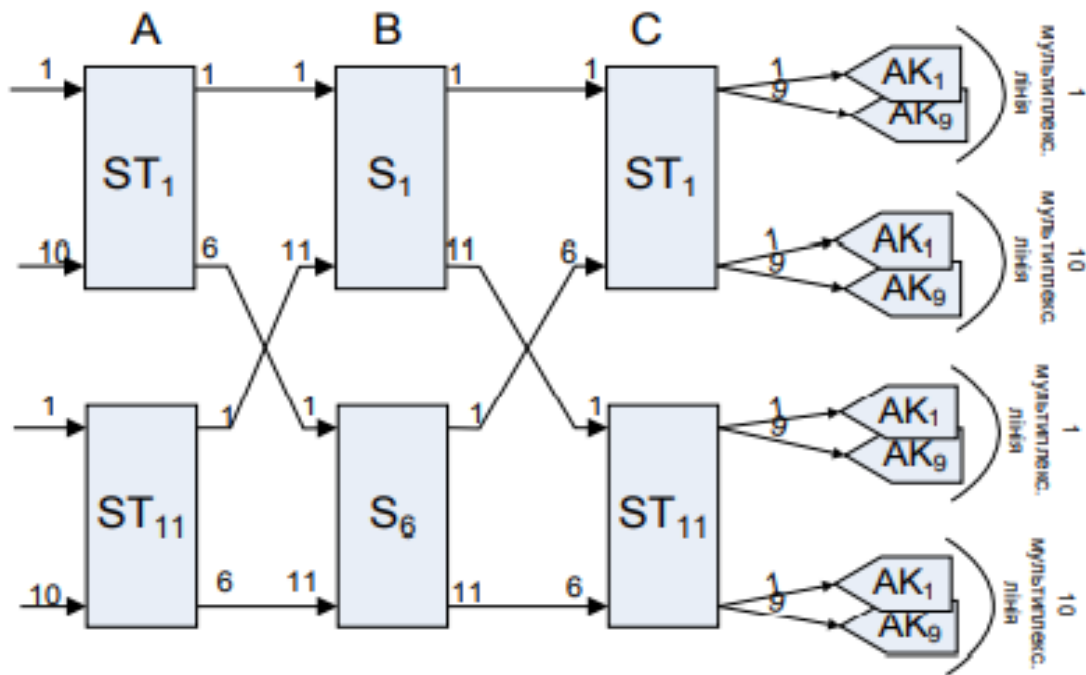 A B C
1 1 1 1 1 1 AK₁ 1
9 AK₉ мультиплекс. лінія
ST₁ S₁ ST₁
10 6 11 11 6 1 AK₁ 10
9 AK₉ мультиплекс. лінія
1 1 1 1 1 1 AK₁ 1
9 AK₉ мультиплекс. лінія
ST₁₁ S₆ ST₁₁
10 6 11 11 6 1 AK₁ 10
9 AK₉ мультиплекс. лінія